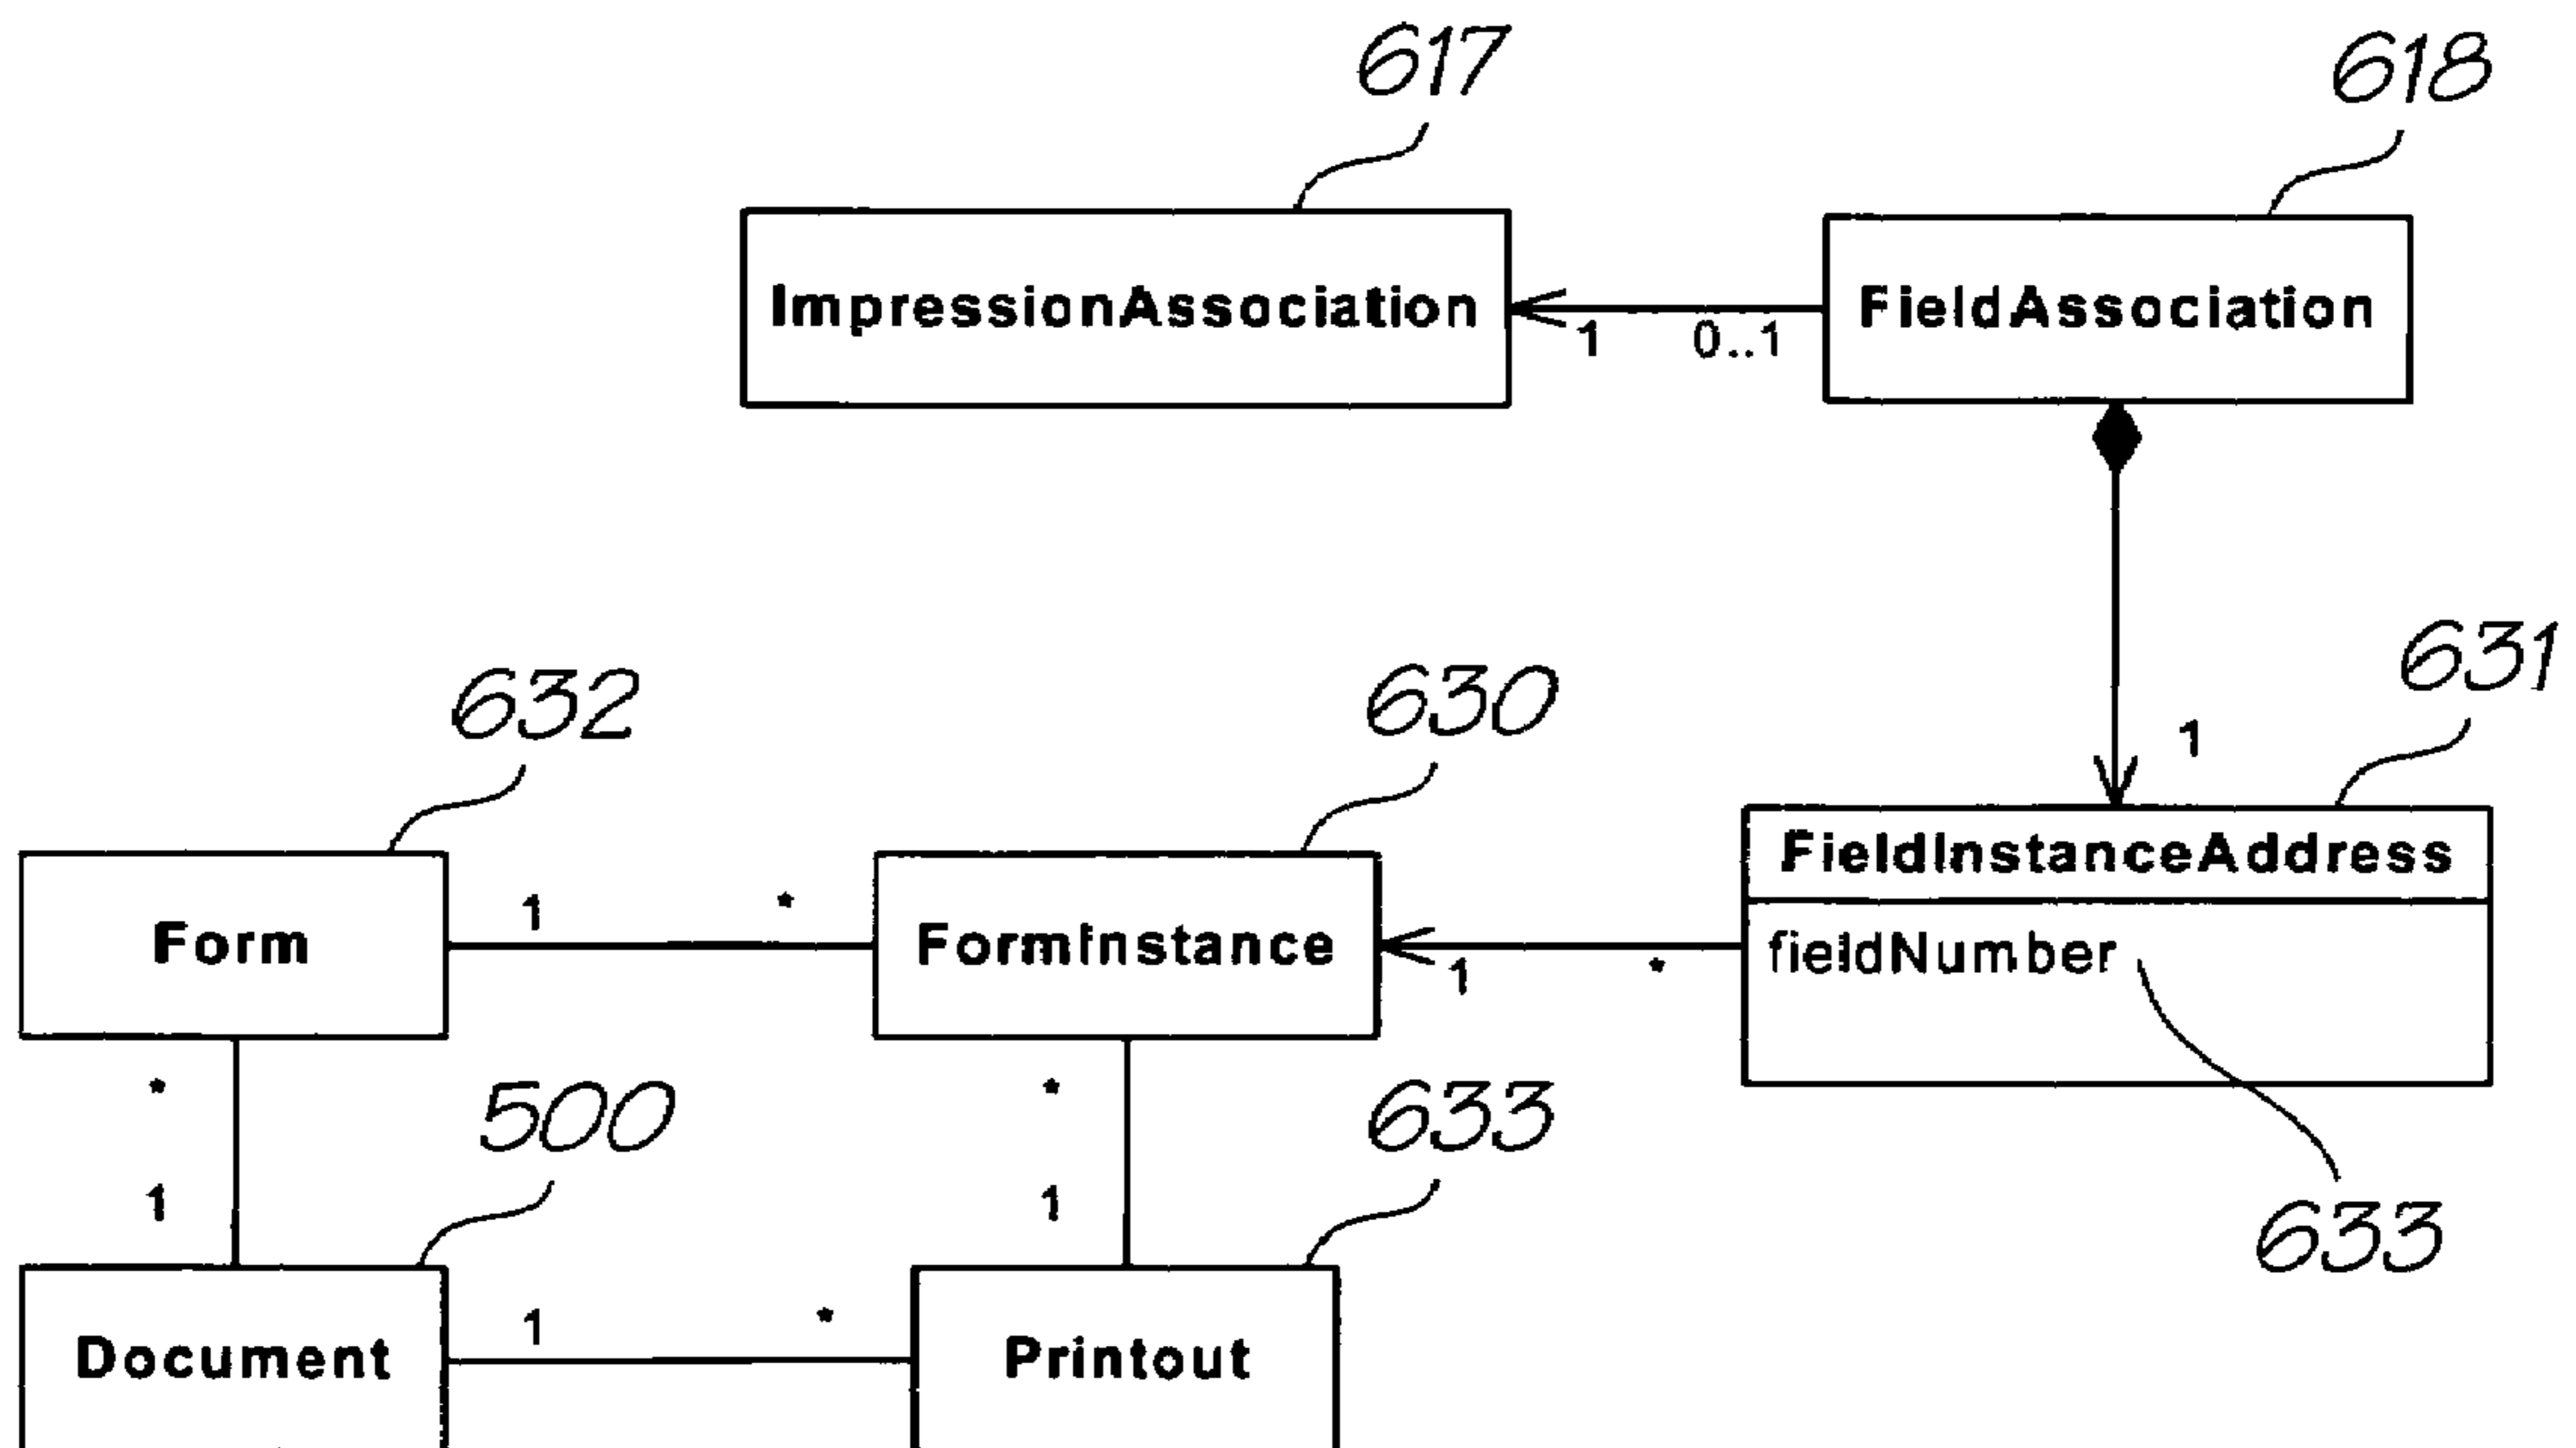 617
618
ImpressionAssociation
1
0..1
FieldAssociation
1
631
632
630
FieldInstanceAddress
Form
1
*
FormInstance
1
*
fieldNumber
*
500
*
633
1
1
633
Document
1
*
Printout